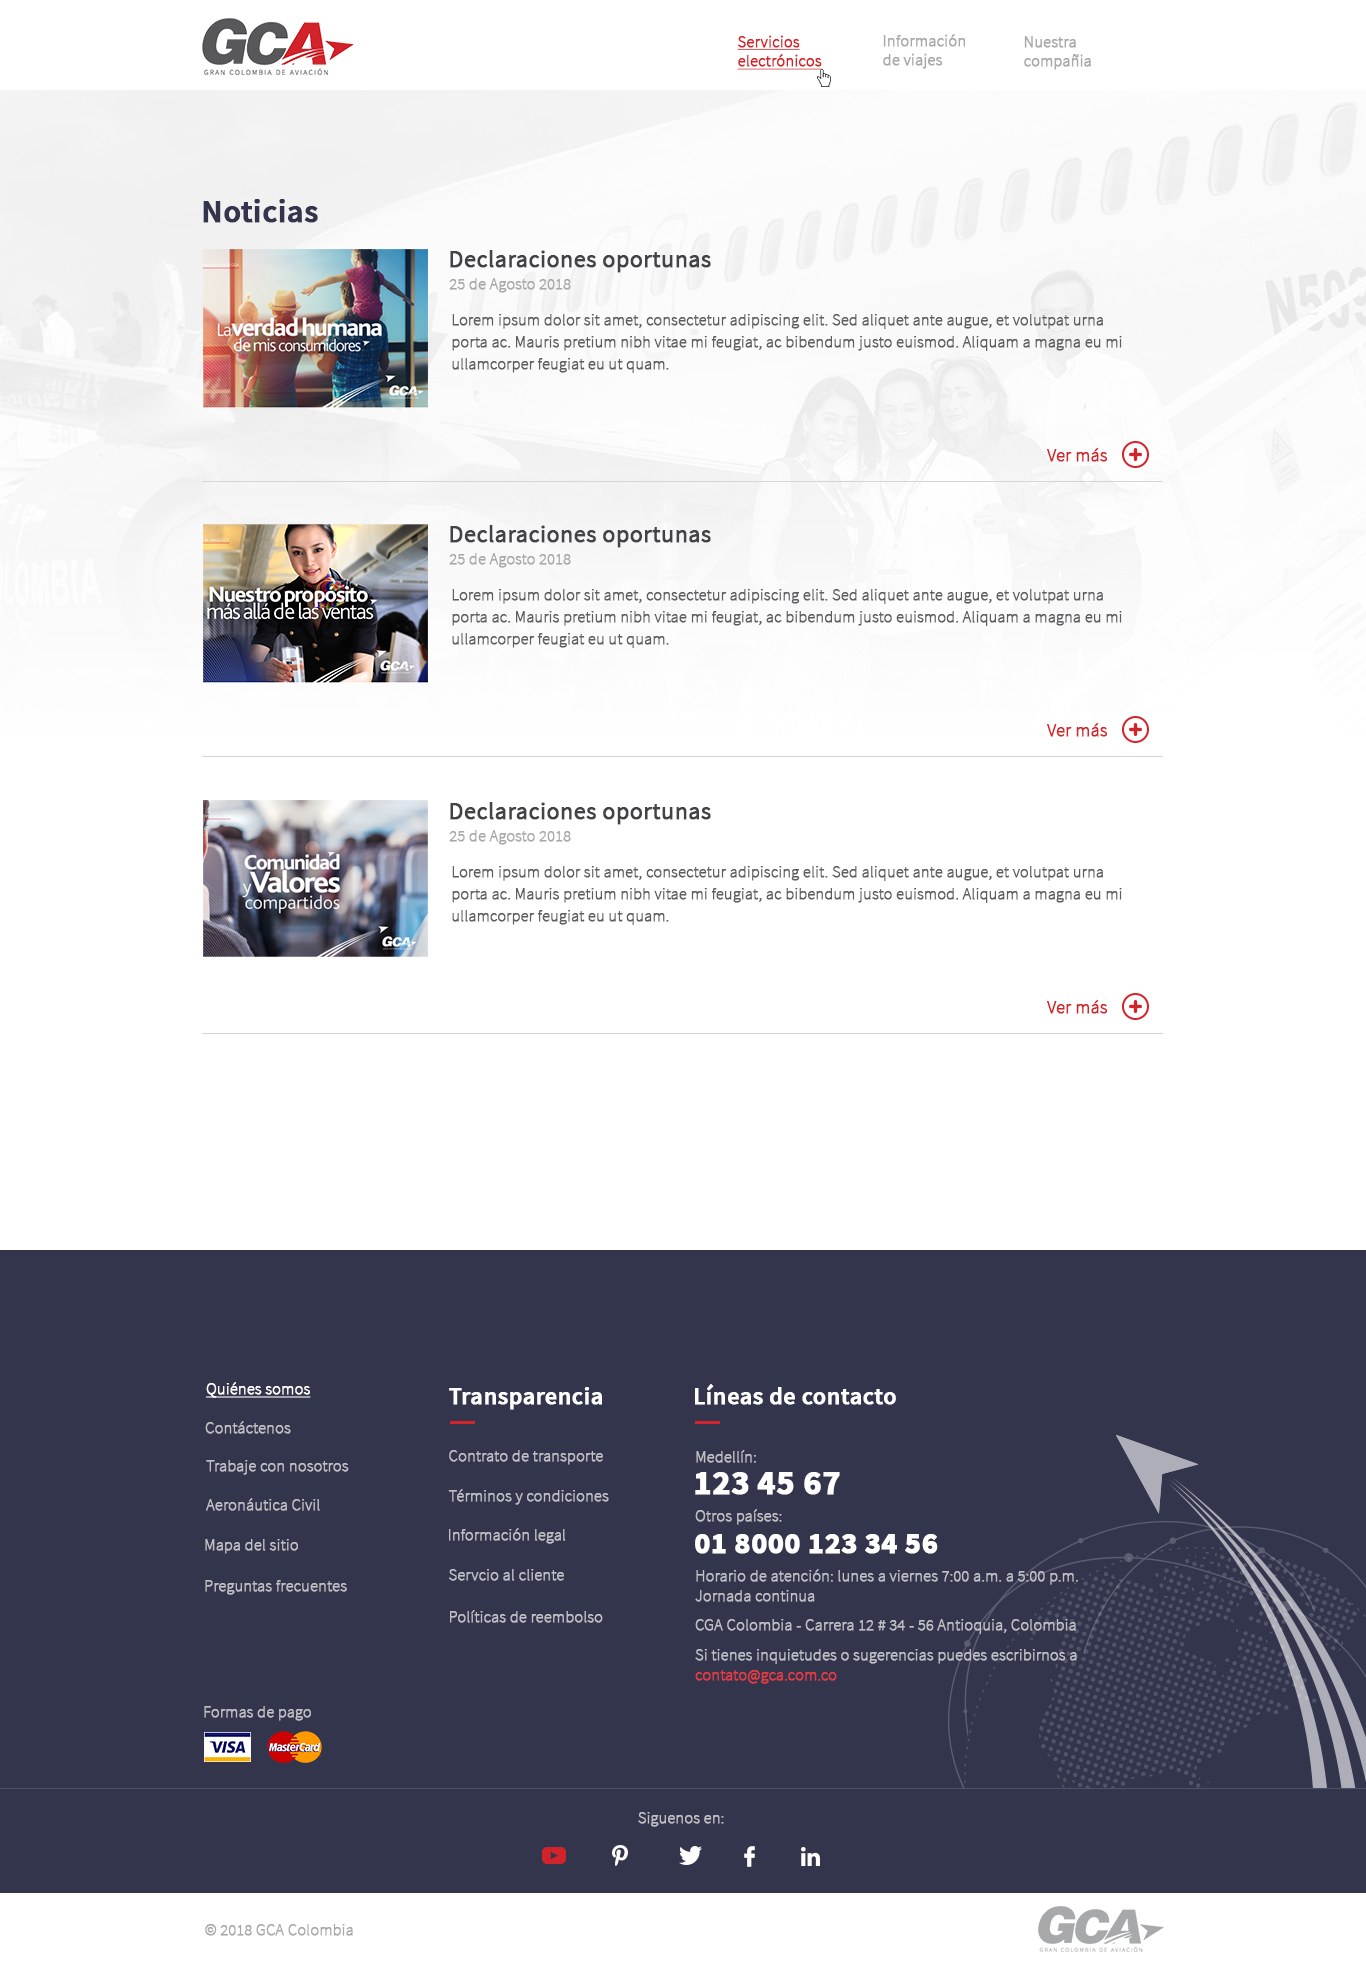 GCA
GRAN COLOMBIA DE AVIACIÓN
Servicios
electrónicos
Información
de viajes
Nuestra
compañia
Noticias
La verdad humana
de mis consumidores
GCA
Declaraciones oportunas
25 de Agosto 2018
Lorem ipsum dolor sit amet, consectetur adipiscing elit. Sed aliquet ante augue, et volutpat urna
porta ac. Mauris pretium nibh vitae mi feugiat, ac bibendum justo euismod. Aliquam a magna eu mi
ullamcorper feugiat eu ut quam.
Ver más
N509
OLOMBIA
Nuestro propósito
más allá de las ventas
GCA
Declaraciones oportunas
25 de Agosto 2018
Lorem ipsum dolor sit amet, consectetur adipiscing elit. Sed aliquet ante augue, et volutpat urna
porta ac. Mauris pretium nibh vitae mi feugiat, ac bibendum justo euismod. Aliquam a magna eu mi
ullamcorper feugiat eu ut quam.
Ver más
Comunidad
y Valores
compartidos
GCA
Declaraciones oportunas
25 de Agosto 2018
Lorem ipsum dolor sit amet, consectetur adipiscing elit. Sed aliquet ante augue, et volutpat urna
porta ac. Mauris pretium nibh vitae mi feugiat, ac bibendum justo euismod. Aliquam a magna eu mi
ullamcorper feugiat eu ut quam.
Ver más
Quiénes somos
Contáctenos
Trabaje con nosotros
Aeronáutica Civil
Mapa del sitio
Preguntas frecuentes
Formas de pago
VISA
MasterCard
Transparencia
Contrato de transporte
Términos y condiciones
Información legal
Servcio al cliente
Políticas de reembolso
Líneas de contacto
Medellín:
123 45 67
Otros países:
01 8000 123 34 56
Horario de atención: lunes a viernes 7:00 a.m. a 5:00 p.m.
Jornada continua
CGA Colombia - Carrera 12 # 34 - 56 Antioquia, Colombia
Si tienes inquietudes o sugerencias puedes escribirnos a
contato@gca.com.co
Siguenos en:
© 2018 GCA Colombia
GCA
GRAN COLOMBIA DE AVIACIÓN